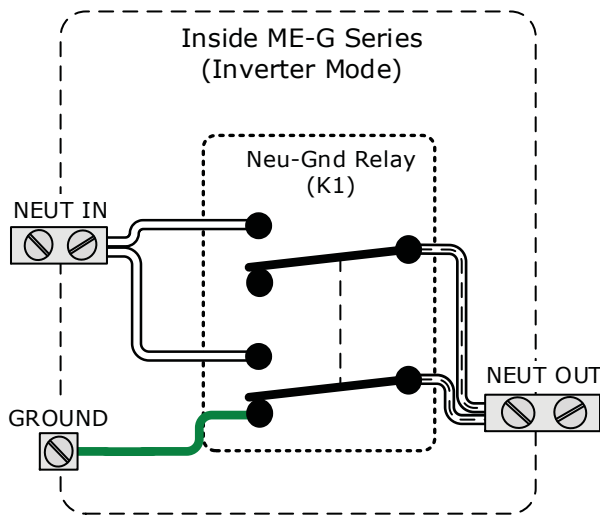 Inside ME-G Series
(Inverter Mode)
Neu-Gnd Relay
(K1)
NEUT IN
NEUT OUT
GROUND